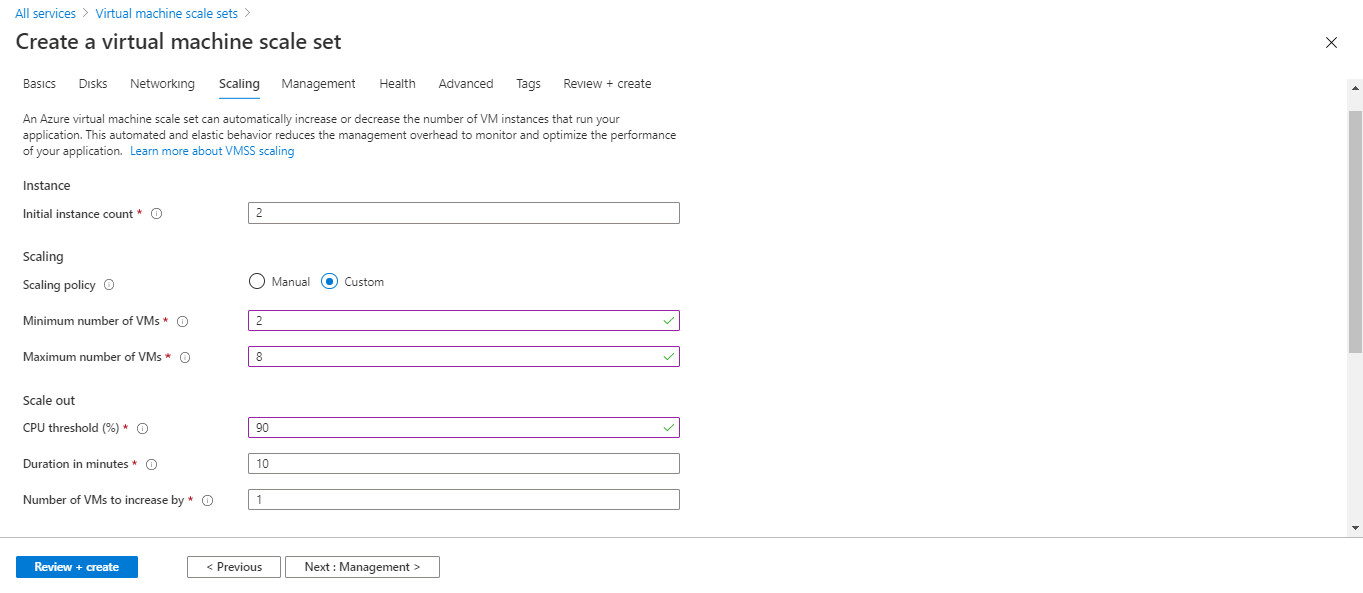 All services > Virtual machine scale sets >
Create a virtual machine scale set
Basics Disks Networking Scaling Management Health Advanced Tags Review + create
An Azure virtual machine scale set can automatically increase or decrease the number of VM instances that run your
application. This automated and elastic behavior reduces the management overhead to monitor and optimize the performance
of your application. Learn more about VMSS scaling
Instance
Initial instance count * 2
Scaling
Scaling policy Manual Custom
Minimum number of VMs * 2
Maximum number of VMs * 8
Scale out
CPU threshold (%) * 90
Duration in minutes * 10
Number of VMs to increase by * 1
Review + create < Previous Next : Management >